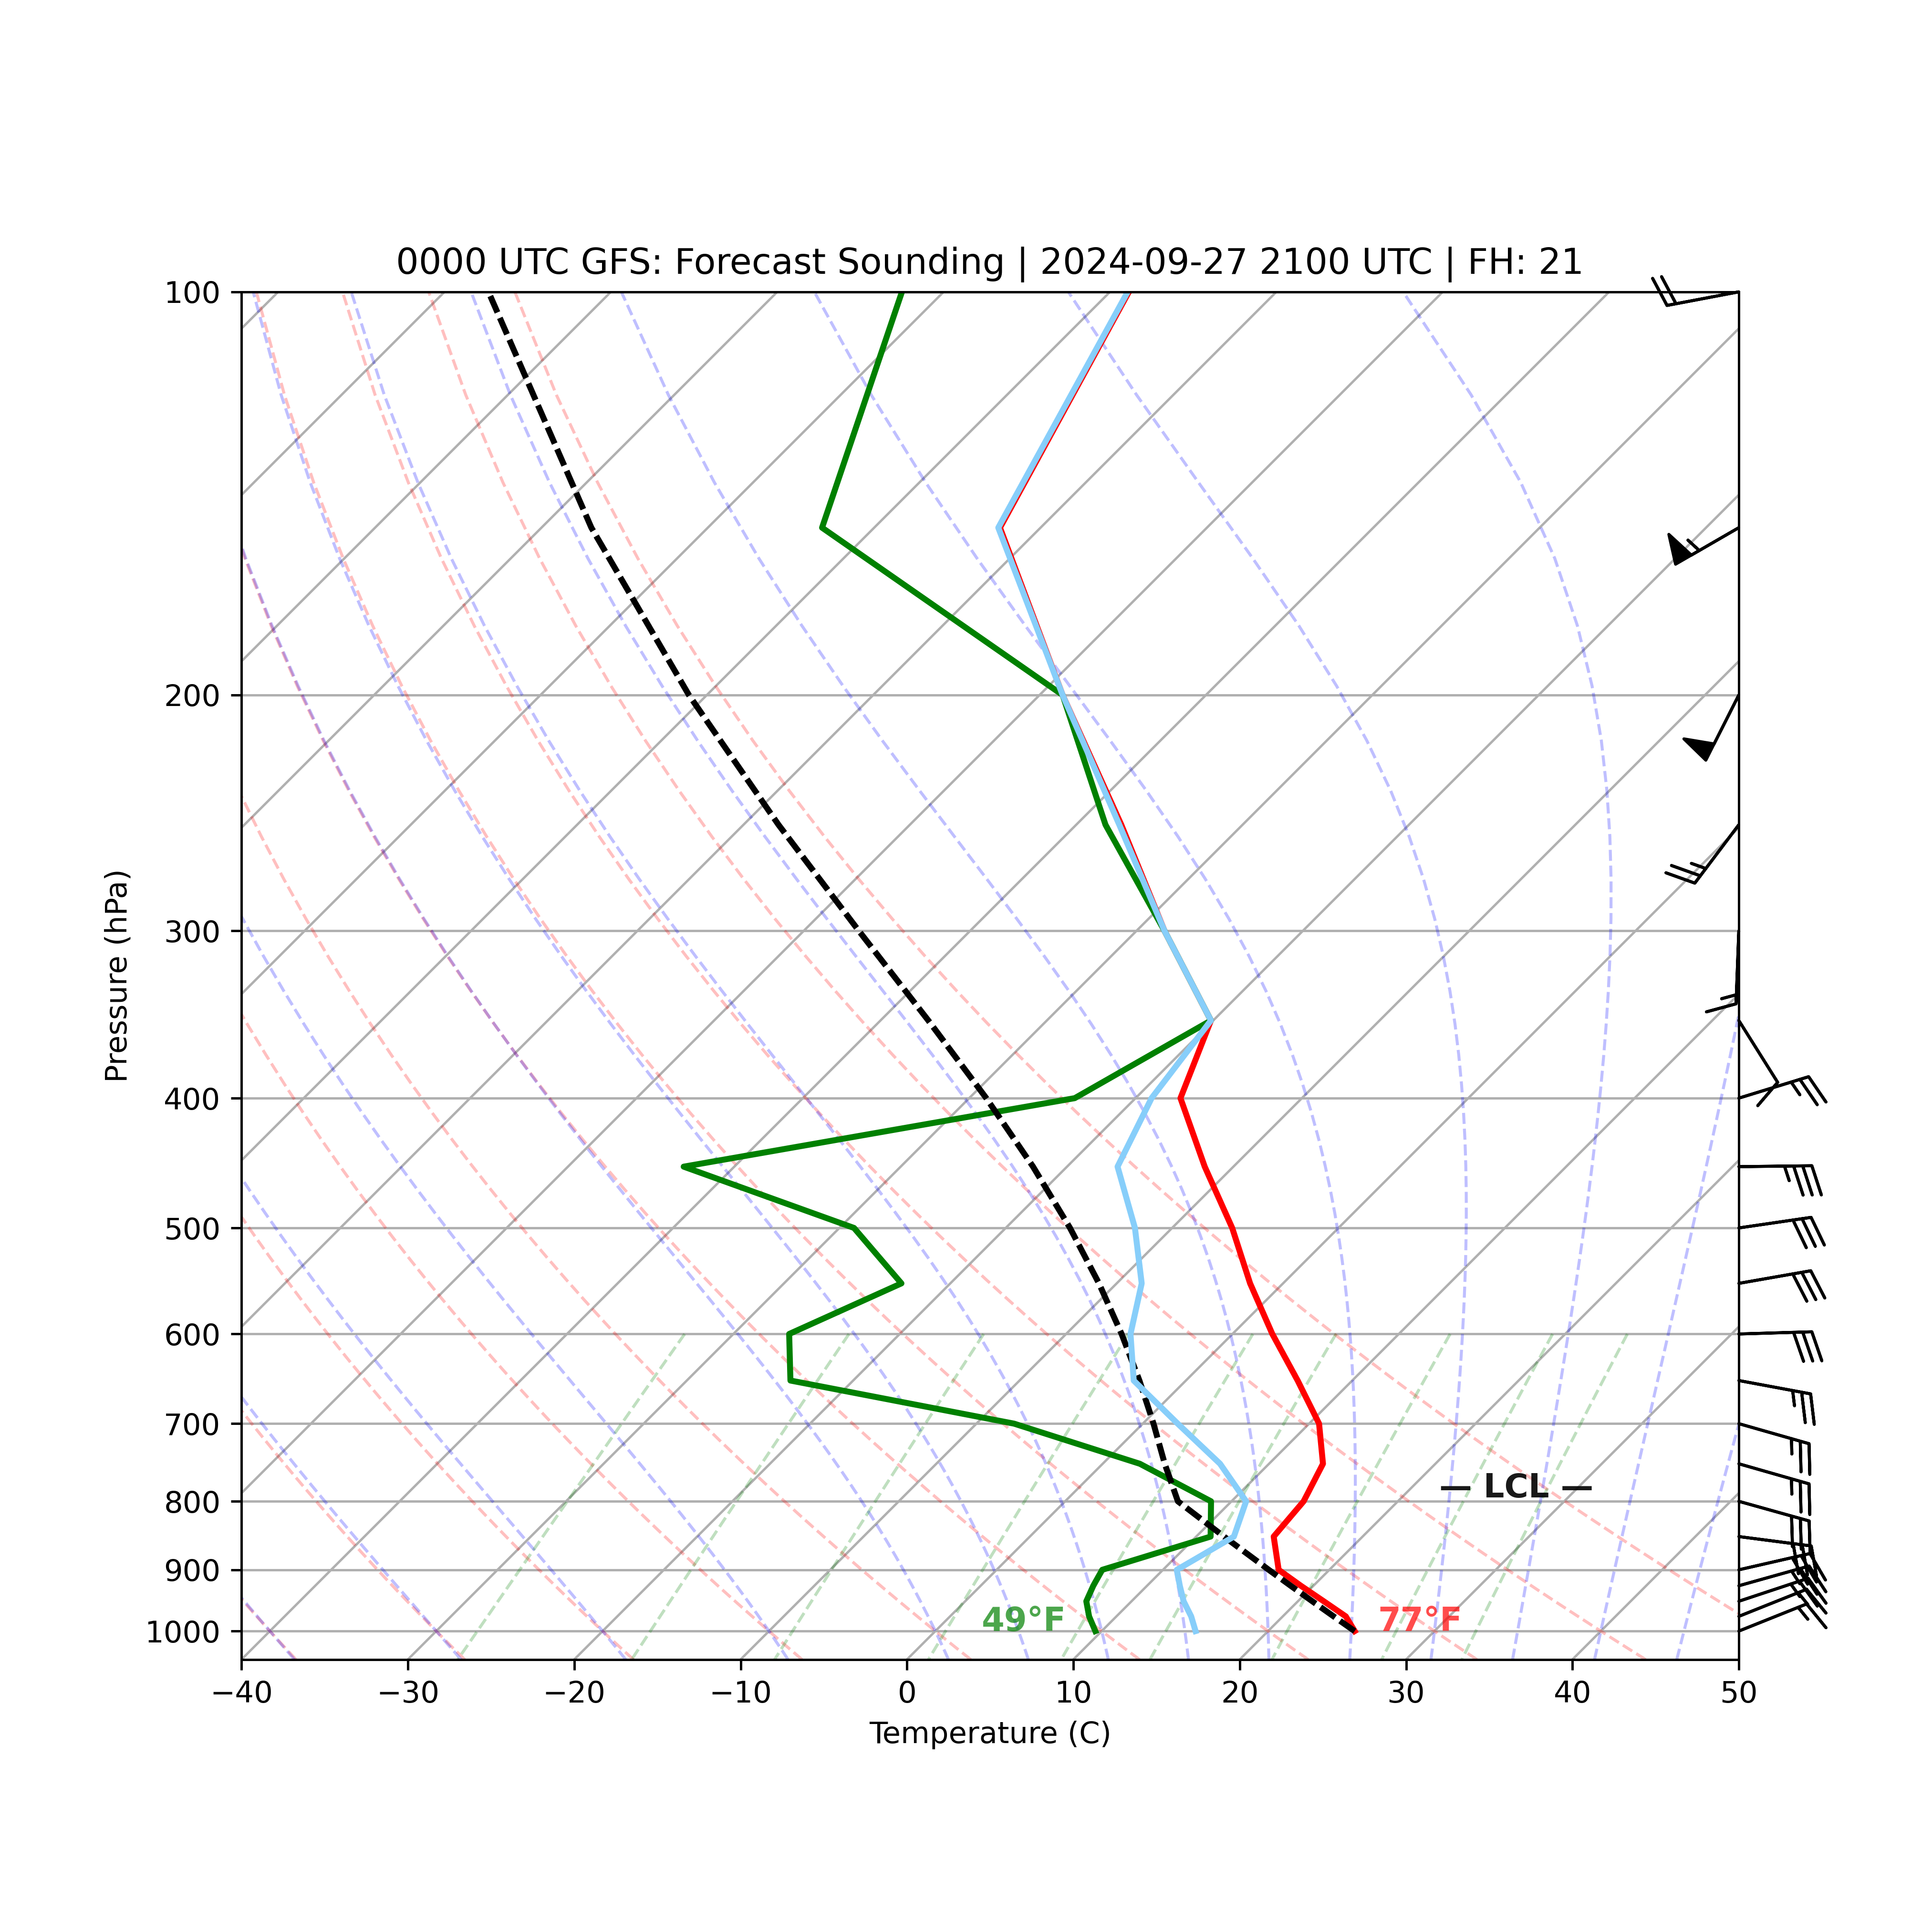 0000 UTC GFS: Forecast Sounding | 2024-09-27 2100 UTC | FH: 21
100
200
300
400
500
600
700
800
900
1000
Pressure (hPa)
— LCL —
49°F
77°F
−40 −30 −20 −10 0 10 20 30 40 50
Temperature (C)